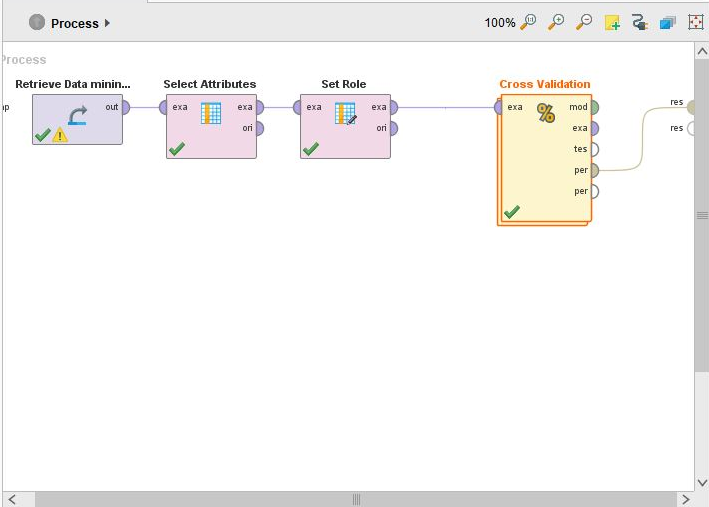 Process
100%
Process
Retrieve Data minin...
Select Attributes
Set Role
Cross Validation
out
exa
exa
ori
exa
exa
ori
exa
mod
exa
tes
per
per
res
res